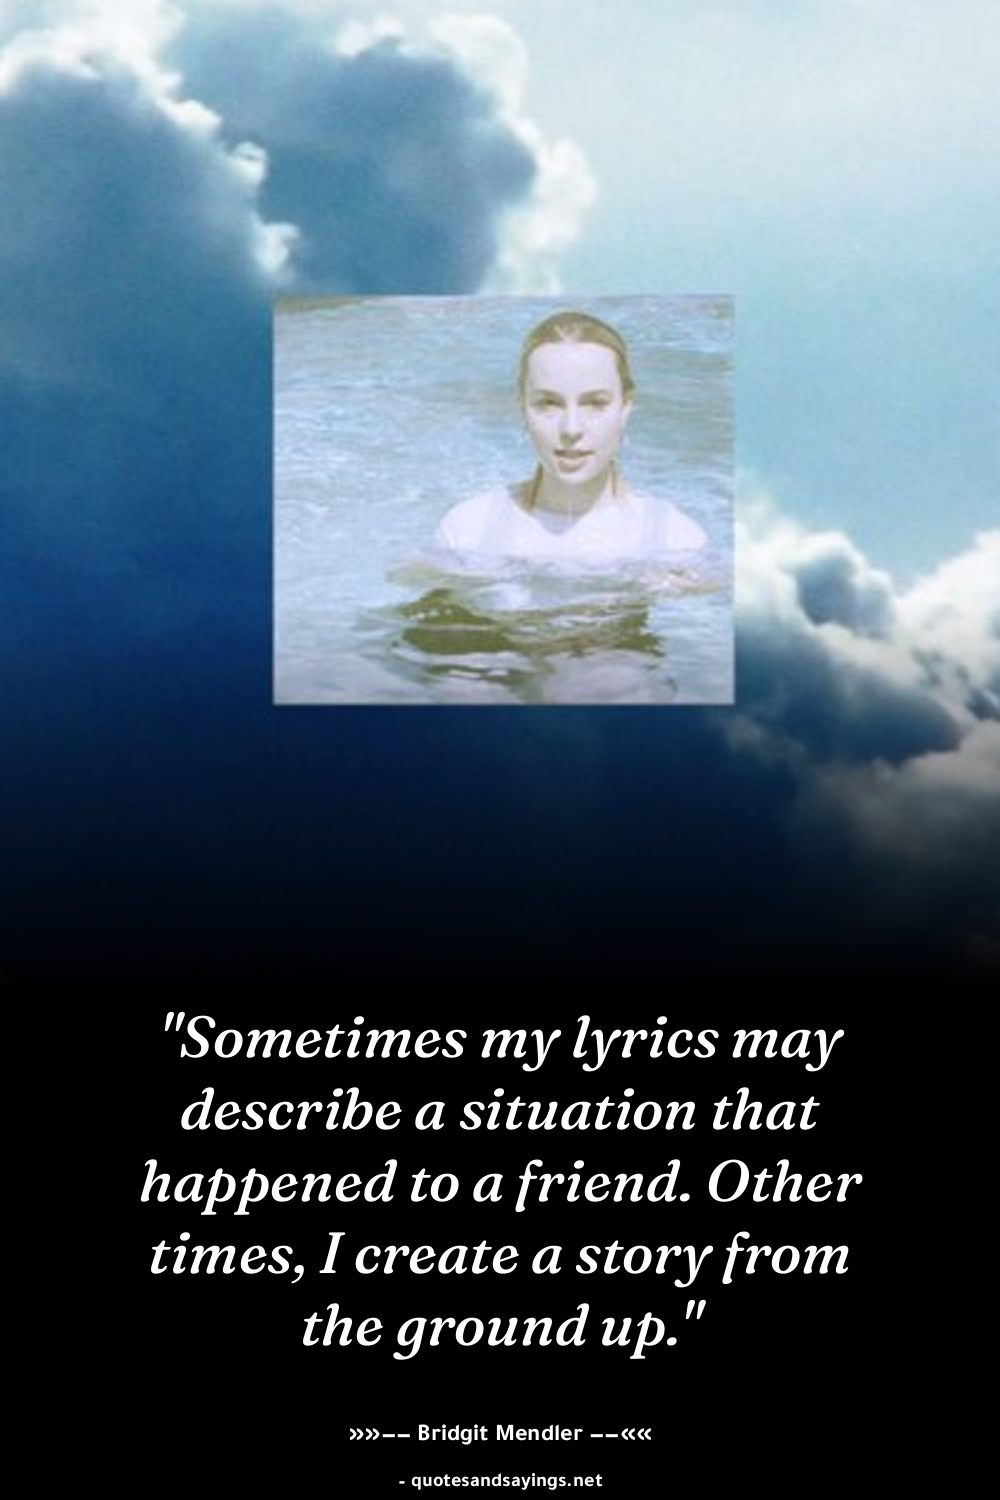 "Sometimes my lyrics may
describe a situation that
happened to a friend. Other
times, I create a story from
the ground up."
»»−− Bridgit Mendler −−««
- quotesandsayings.net